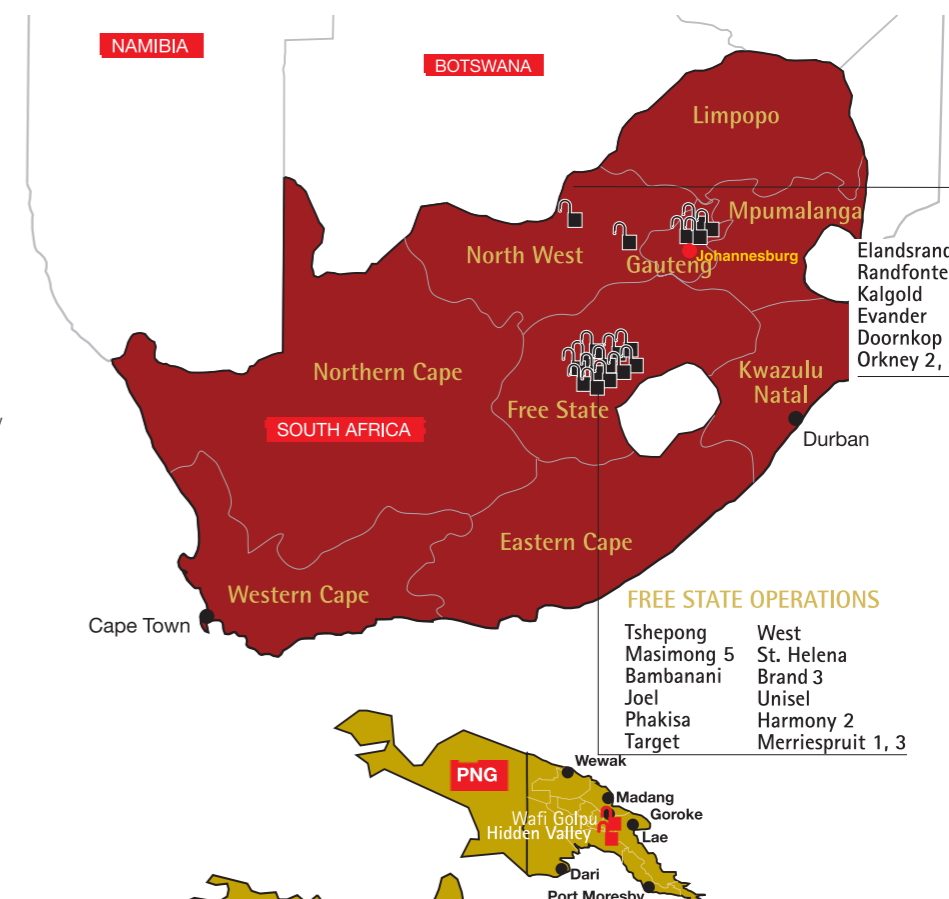 NAMIBIA
BOTSWANA
Limpopo
Mpumalanga
North West
Gauteng
Johannesburg
Kalgold
Evander
Doornkop
Orkney 2,
Northern Cape
Kwazulu
Natal
Free State
SOUTH AFRICA
Durban
Eastern Cape
Western Cape
Cape Town
FREE STATE OPERATIONS
Tshepong West
Masimong 5 St. Helena
Bambanani Brand 3
Joel Unisel
Phakisa Harmony 2
Target Merriespruit 1, 3
PNG
Wewak
Madang
Wafi Golpu
Goroke
Hidden Valley
Lae
Dari
Port Moresby